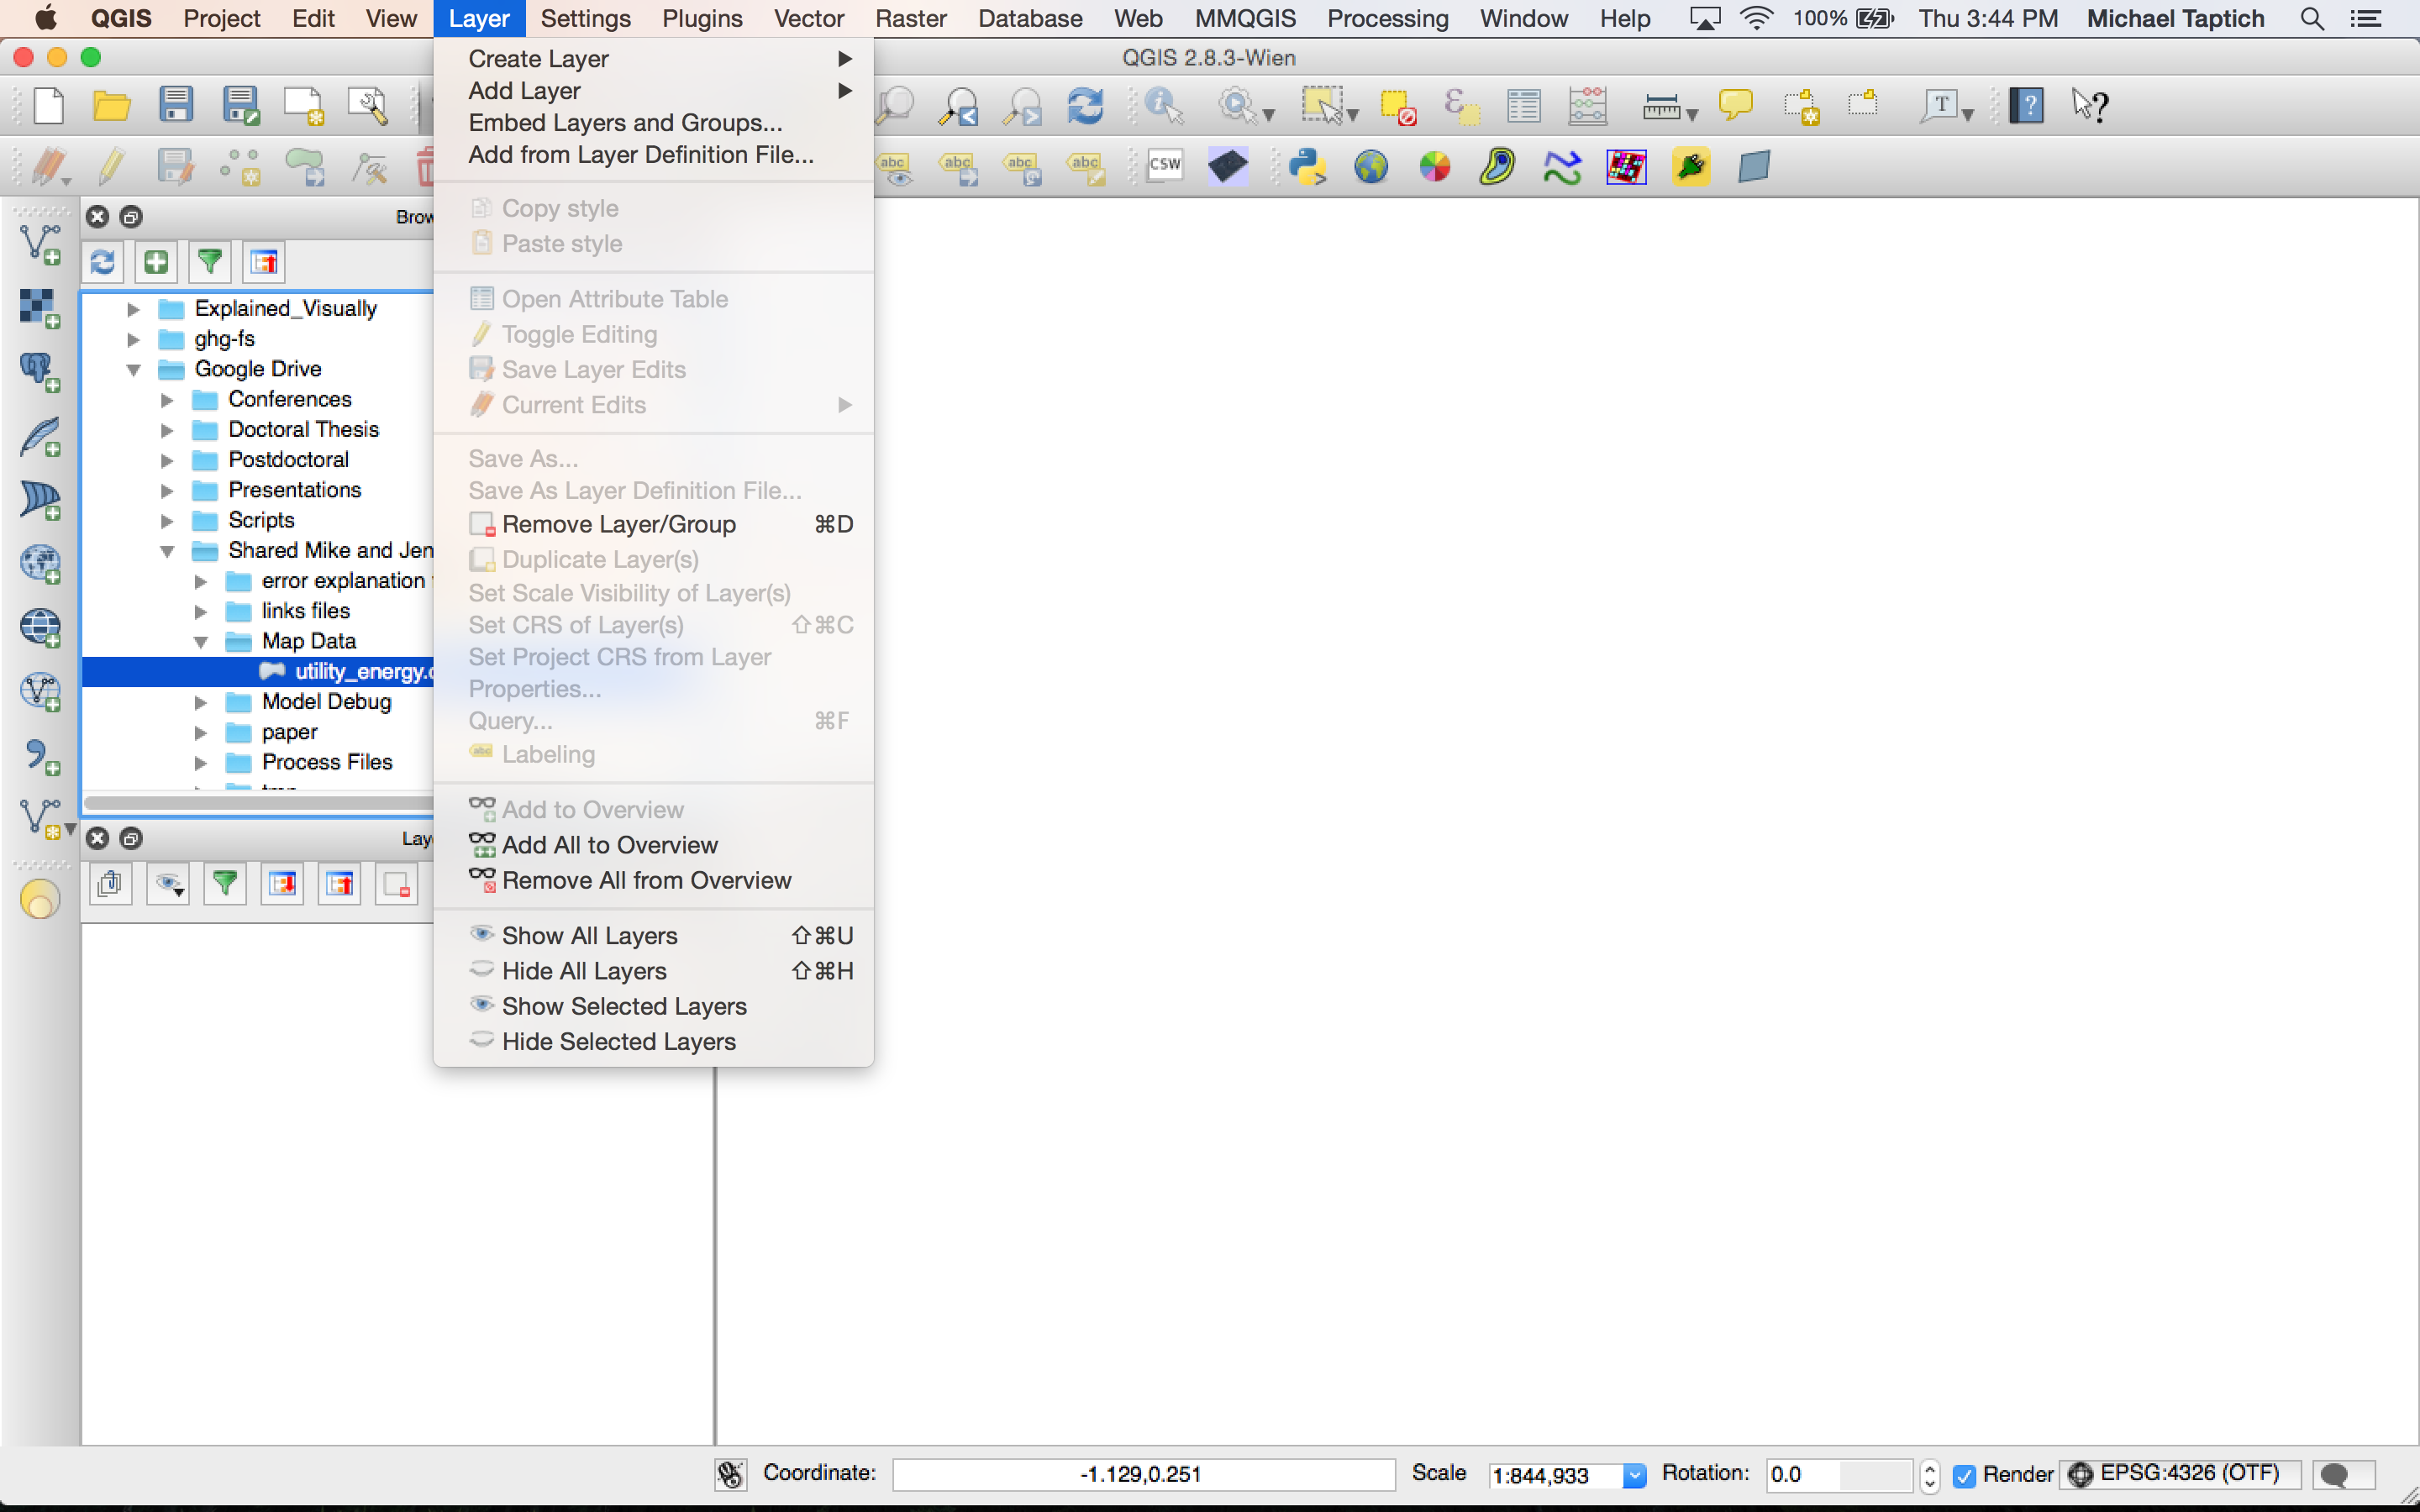 QGIS Project Edit View Layer Settings Plugins Vector Raster Database Web MMQGIS Processing Window Help 100% Thu 3:44 PM Michael Taptich
QGIS 2.8.3-Wien
Create Layer
Add Layer
Embed Layers and Groups...
Add from Layer Definition File...
Copy style
Paste style
Open Attribute Table
Toggle Editing
Save Layer Edits
Current Edits
Save As...
Save As Layer Definition File...
Remove Layer/Group ⌘D
Duplicate Layer(s)
Set Scale Visibility of Layer(s)
Set CRS of Layer(s) ⇧⌘C
Set Project CRS from Layer
Properties...
Query... ⌘F
abc Labeling
Add to Overview
Add All to Overview
Remove All from Overview
Show All Layers ⇧⌘U
Hide All Layers ⇧⌘H
Show Selected Layers
Hide Selected Layers
T ? ?
abc abc abc abc CSW
Brow
Explained_Visually
ghg-fs
Google Drive
Conferences
Doctoral Thesis
Postdoctoral
Presentations
Scripts
Shared Mike and Jen
error explanation
links files
Map Data
utility_energy.
Model Debug
paper
Process Files
Lay
Coordinate: -1.129,0.251 Scale 1:844,933 Rotation: 0.0 Render EPSG:4326 (OTF)